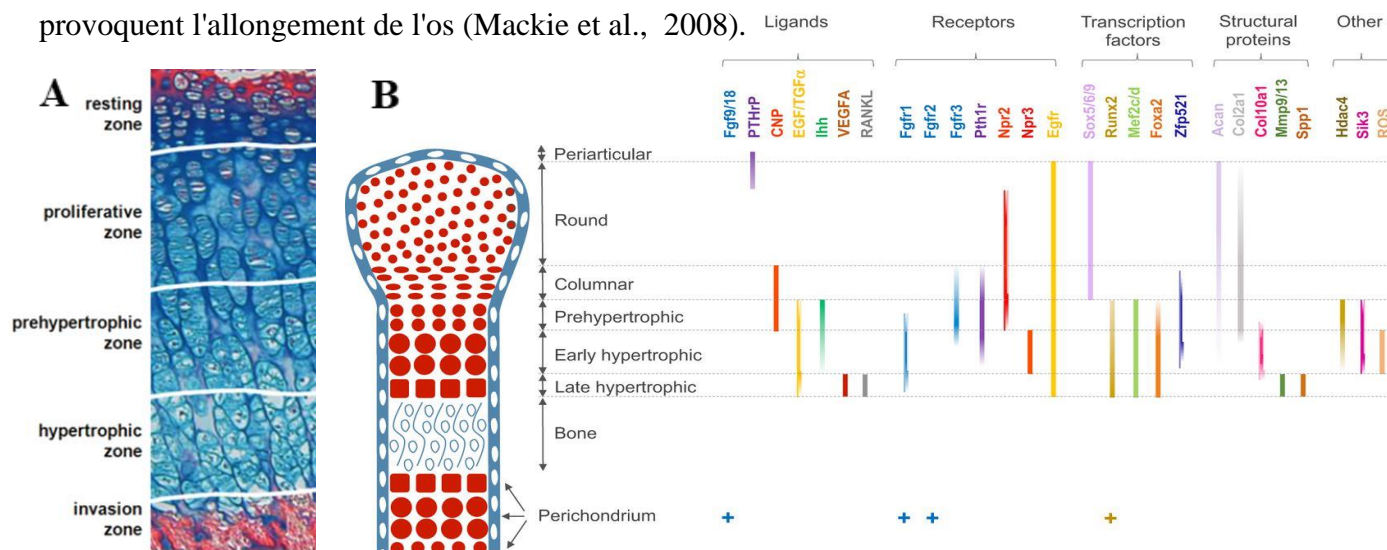 provoquent l'allongement de l'os (Mackie et al., 2008).
Ligands
Receptors
Transcription
factors
Structural
proteins
Other
A
resting
zone
proliferative
zone
prehypertrophic
zone
hypertrophic
zone
invasion
zone
B
Fgf9/18
PTHrP
CNP
EGF/TGFα
Ihh
VEGFA
RANKL
Fgfr1
Fgfr2
Fgfr3
Pth1r
Npr2
Npr3
Egfr
Sox5/6/9
Runx2
Mef2c/d
Foxa2
Zfp521
Acan
Col2a1
Col10a1
Mmp9/13
Spp1
Hdac4
Sik3
ROS
Periarticular
Round
Columnar
Prehypertrophic
Early hypertrophic
Late hypertrophic
Bone
Perichondrium
+ + + +